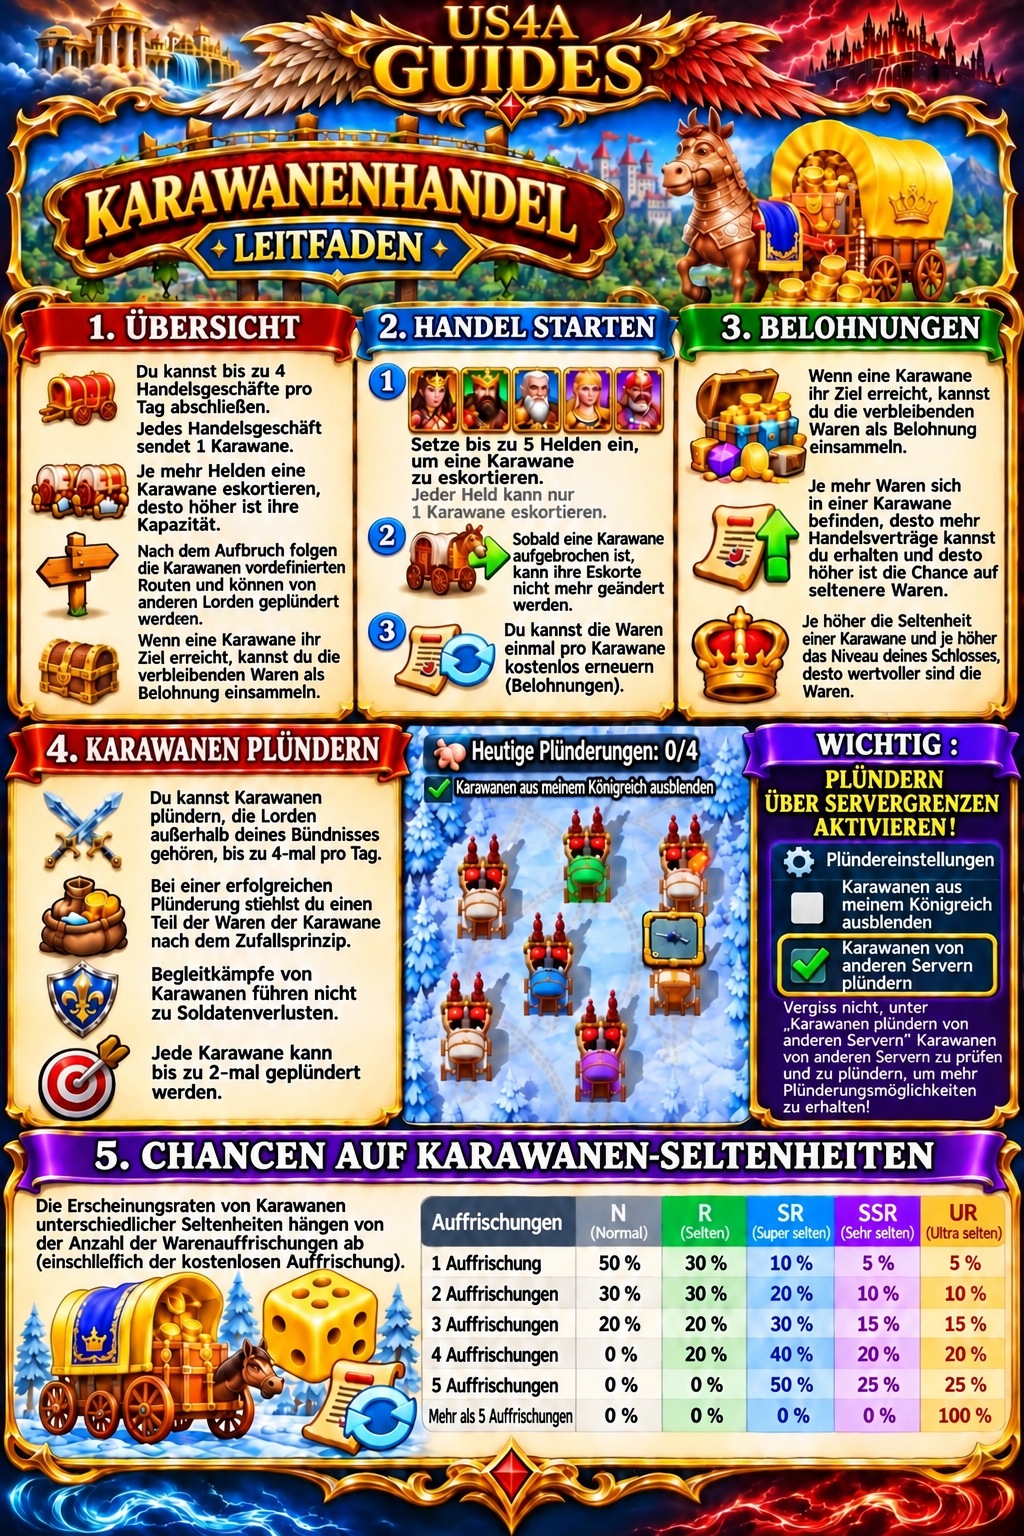 US4A
GUIDES
KARAWANENHANDEL
LEITFADEN
1. ÜBERSICHT
Du kannst bis zu 4
Handelsgeschäfte pro
Tag abschließen.
Jedes Handelsgeschäft
sendet 1 Karawane.
Je mehr Helden eine
Karawane eskortieren,
desto höher ist ihre
Kapazität.
Nach dem Aufbruch folgen
die Karawanen vordefinierten
Routen und können von
anderen Lorden geplündert
werden.
Wenn eine Karawane ihr
Ziel erreicht, kannst du die
verbleibenden Waren als
Belohnung einsammeln.
2. HANDEL STARTEN
1
Setze bis zu 5 Helden ein,
um eine Karawane
zu eskortieren.
Jeder Held kann nur
1 Karawane eskortieren.
2
Sobald eine Karawane
aufgebrochen ist,
kann ihre Eskorte
nicht mehr geändert
werden.
3
Du kannst die Waren
einmal pro Karawane
kostenlos erneuern
(Belohnungen).
3. BELOHNUNGEN
Wenn eine Karawane
ihr Ziel erreicht, kannst
du die verbleibenden
Waren als Belohnung
einsammeln.
Je mehr Waren sich
in einer Karawane
befinden, desto mehr
Handelsverträge kannst
du erhalten und desto
höher ist die Chance auf
seltenere Waren.
Je höher die Seltenheit
einer Karawane und je höher
das Niveau deines Schlosses,
desto wertvoller sind die
Waren.
4. KARAWANEN PLÜNDERN
Du kannst Karawanen
plündern, die Lorden
außerhalb deines Bündnisses
gehören, bis zu 4-mal pro Tag.
Bei einer erfolgreichen
Plünderung stiehlst du einen
Teil der Waren der Karawane
nach dem Zufallsprinzip.
Begleitkämpfe von
Karawanen führen nicht
zu Soldatenverlusten.
Jede Karawane kann
bis zu 2-mal geplündert
werden.
Heutige Plünderungen: 0/4
Karawanen aus meinem Königreich ausblenden
WICHTIG :
PLÜNDERN
ÜBER SERVERGRENZEN
AKTIVIEREN!
Plündereinstellungen
Karawanen aus
meinem Königreich
ausblenden
Karawanen von
anderen Servern
plündern
Vergiss nicht, unter
„Karawanen plündern von
anderen Servern" Karawanen
von anderen Servern zu prüfen
und zu plündern, um mehr
Plünderungsmöglichkeiten
zu erhalten!
5. CHANCEN AUF KARAWANEN-SELTENHEITEN
Die Erscheinungsraten von Karawanen
unterschiedlicher Seltenheiten hängen von
der Anzahl der Warenauffrischungen ab
(einschließlich der kostenlosen Auffrischung).
Auffrischungen N (Normal) R (Selten) SR (Super selten) SSR (Sehr selten) UR (Ultra selten)
1 Auffrischung 50 % 30 % 10 % 5 % 5 %
2 Auffrischungen 30 % 30 % 20 % 10 % 10 %
3 Auffrischungen 20 % 20 % 30 % 15 % 15 %
4 Auffrischungen 0 % 20 % 40 % 20 % 20 %
5 Auffrischungen 0 % 0 % 50 % 25 % 25 %
Mehr als 5 Auffrischungen 0 % 0 % 0 % 0 % 100 %